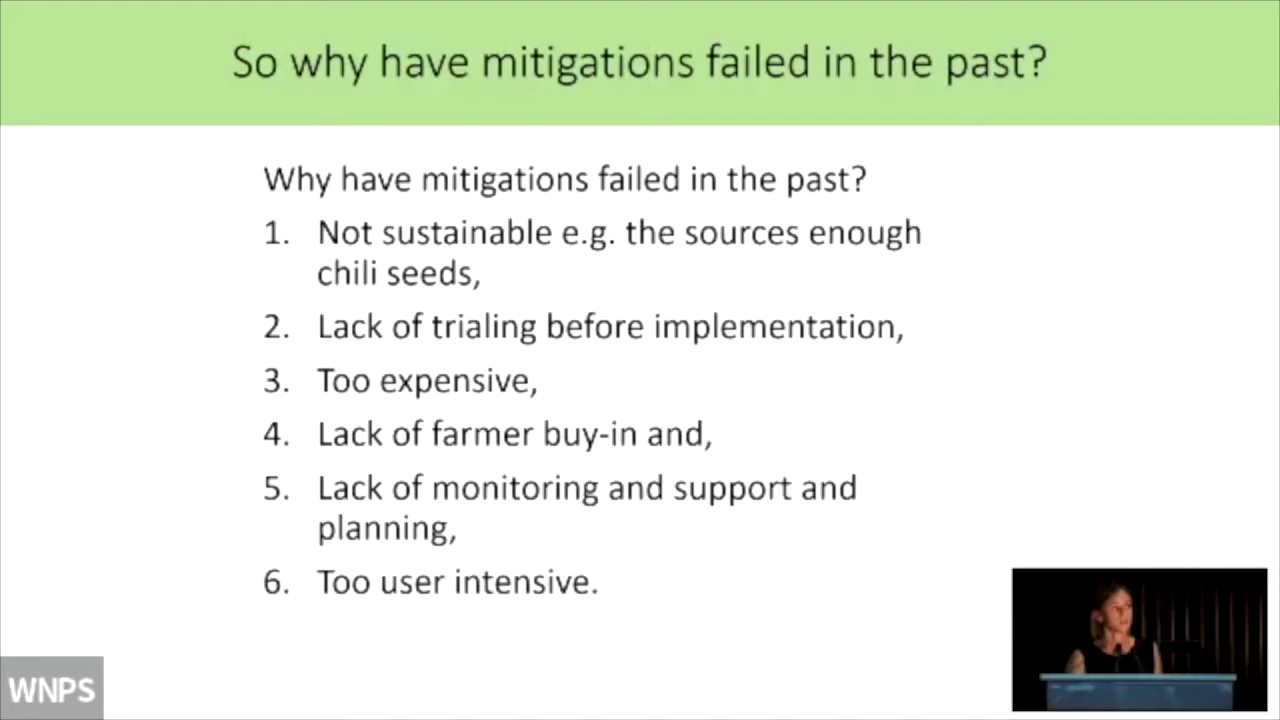 So why have mitigations failed in the past?
Why have mitigations failed in the past?
1. Not sustainable e.g. the sources enough
chili seeds,
2. Lack of trialing before implementation,
3. Too expensive,
4. Lack of farmer buy-in and,
5. Lack of monitoring and support and
planning,
6. Too user intensive.
WNPS